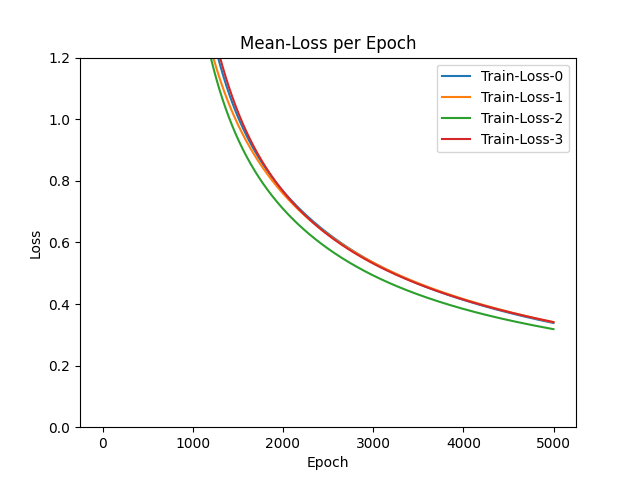 Mean-Loss per Epoch
1.2
1.0
0.8
0.6
0.4
0.2
0.0
Loss
Train-Loss-0
Train-Loss-1
Train-Loss-2
Train-Loss-3
0 1000 2000 3000 4000 5000
Epoch